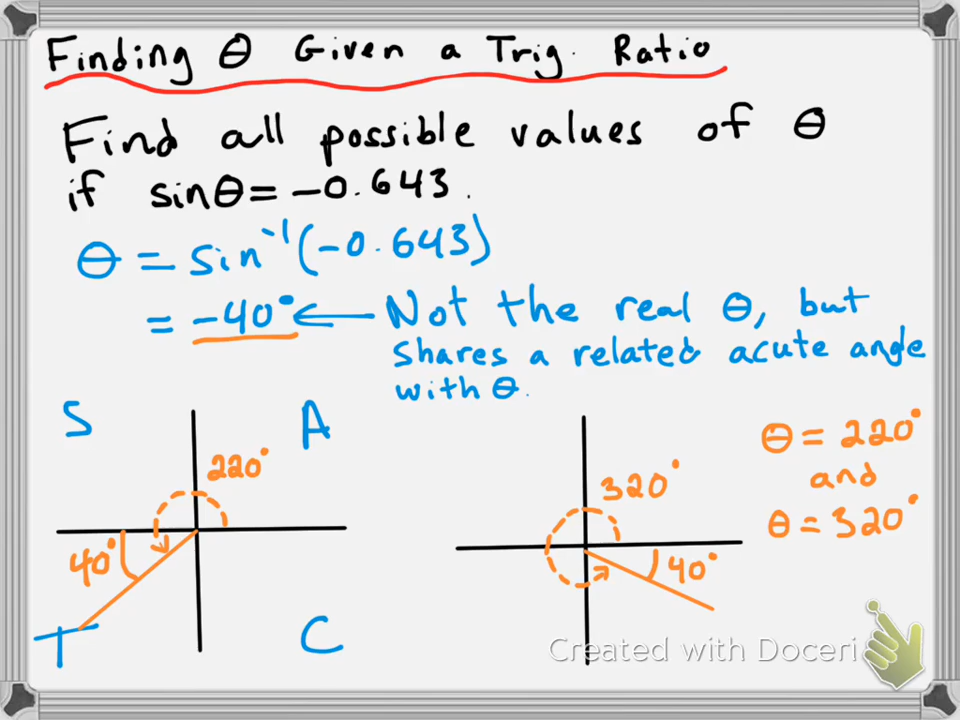 Finding θ Given a Trig. Ratio
Find all possible values of θ
if sinθ = -0.643.
θ = sin⁻¹(-0.643)
= -40° ← Not the real θ, but
shares a related acute angle
with θ.
S
A
220°
40°
T
C
320°
40°
θ = 220°
and
θ = 320°
Created with Doceri